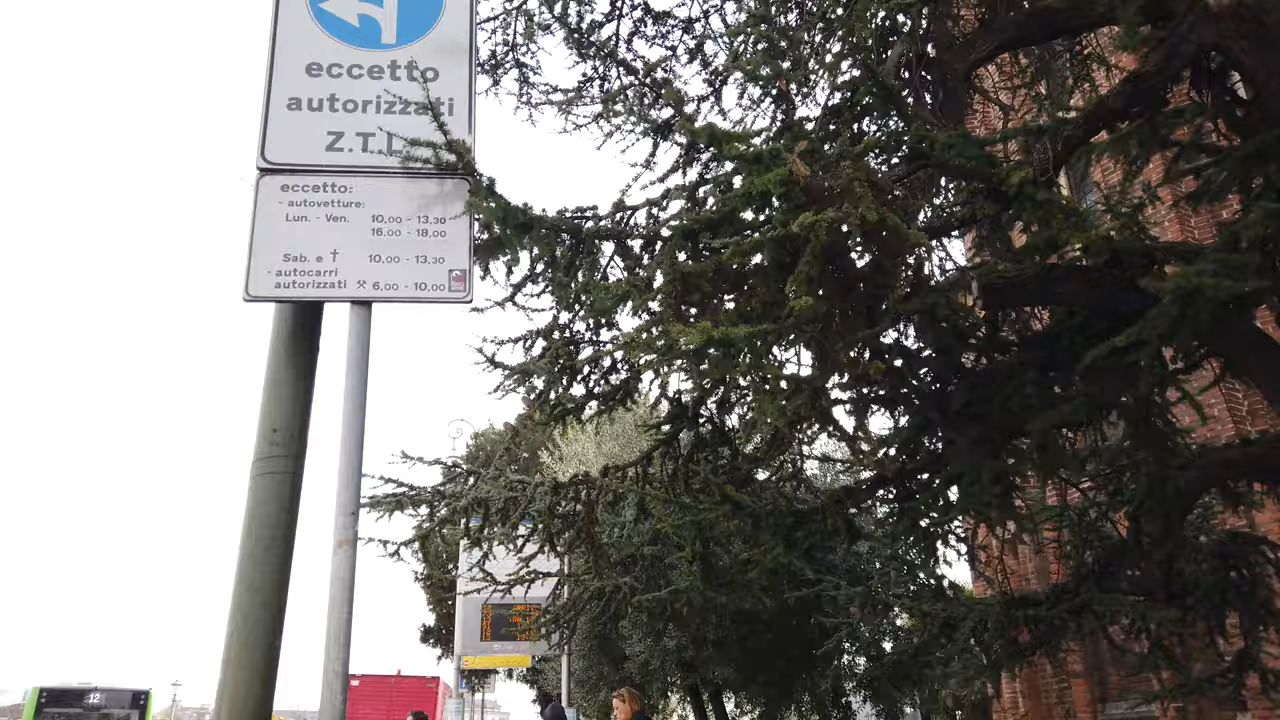 eccetto
autorizzati
Z.T.L.
eccetto:
- autovetture:
Lun. - Ven. 10,00 - 13,30
16,00 - 18,00
Sab. e † 10,00 - 13,30
- autocarri
autorizzati ⚒ 6,00 - 10,00
12